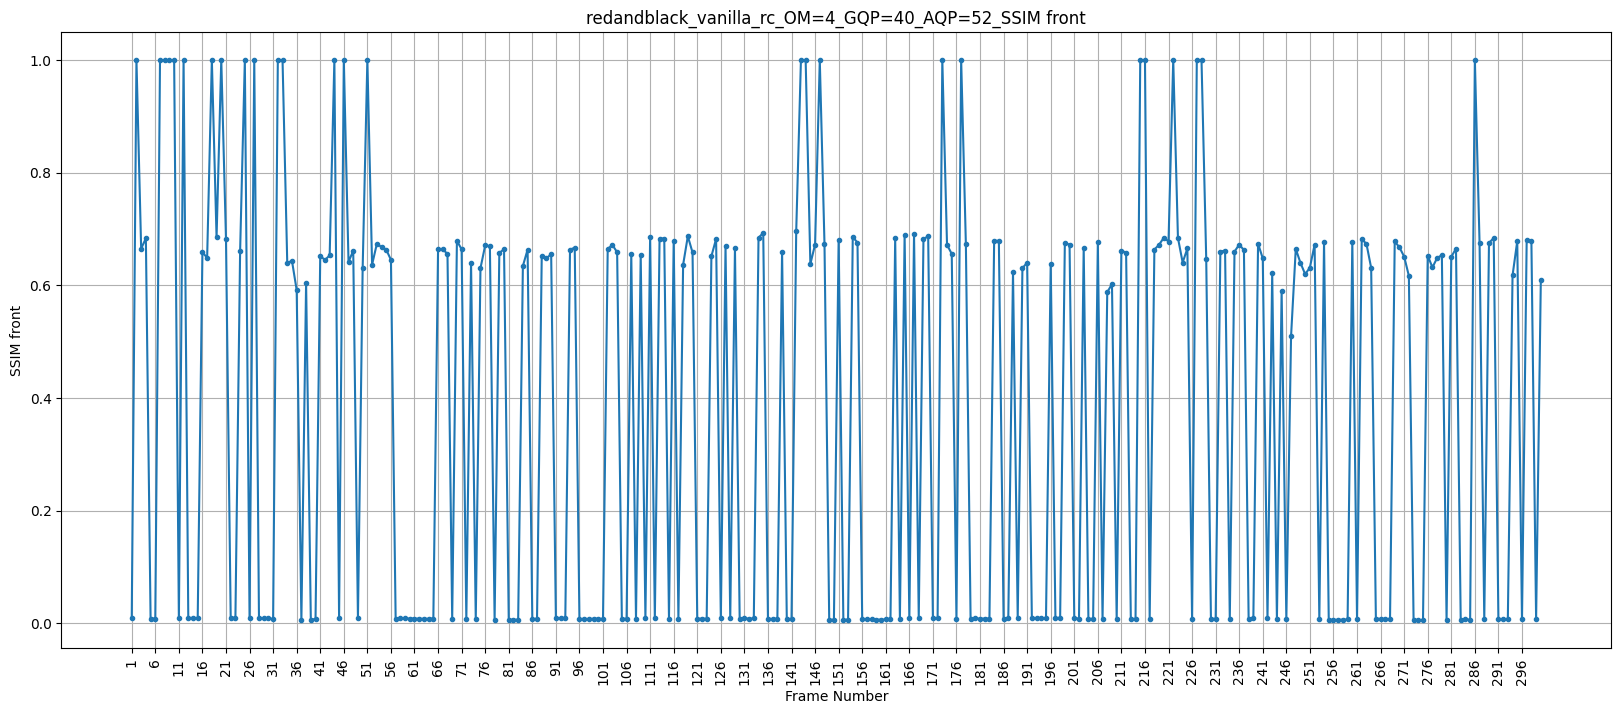 redandblack_vanilla_rc_OM=4_GQP=40_AQP=52_SSIM front
1.0
0.8
0.6
0.4
0.2
0.0
SSIM front
1 6 11 16 21 26 31 36 41 46 51 56 61 66 71 76 81 86 91 96 101 106 111 116 121 126 131 136 141 146 151 156 161 166 171 176 181 186 191 196 201 206 211 216 221 226 231 236 241 246 251 256 261 266 271 276 281 286 291 296
Frame Number